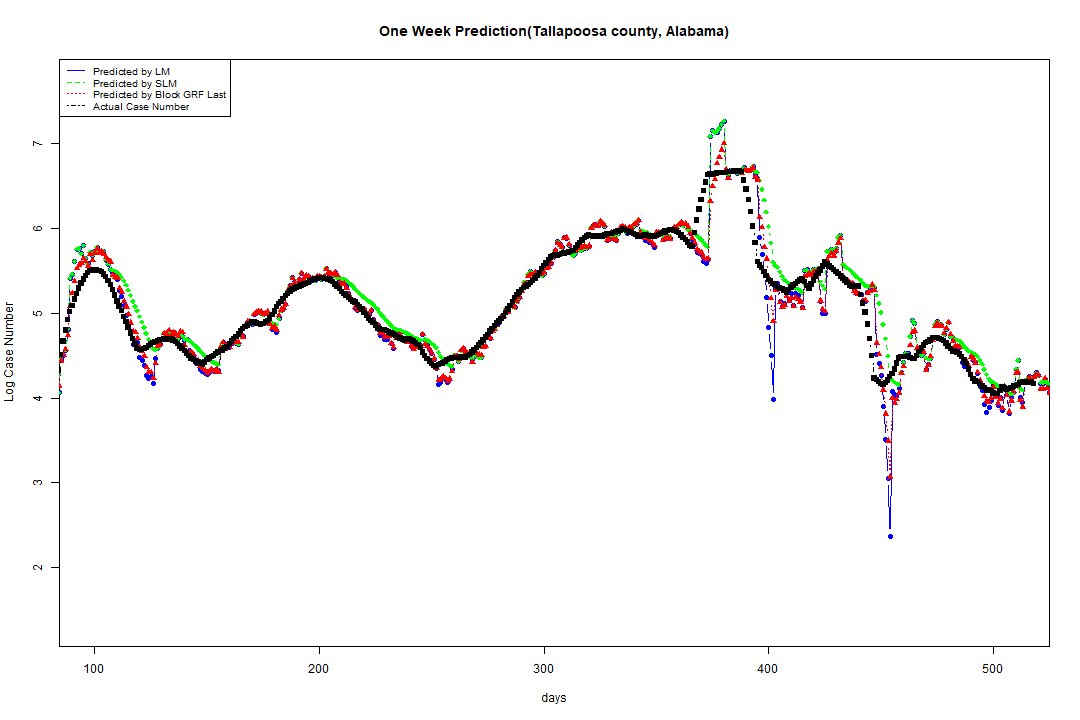 One Week Prediction(Tallapoosa county, Alabama)
Predicted by LM
Predicted by SLM
Predicted by Block GRF Last
Actual Case Number
7
6
5
4
3
2
Log Case Number
100 200 300 400 500
days